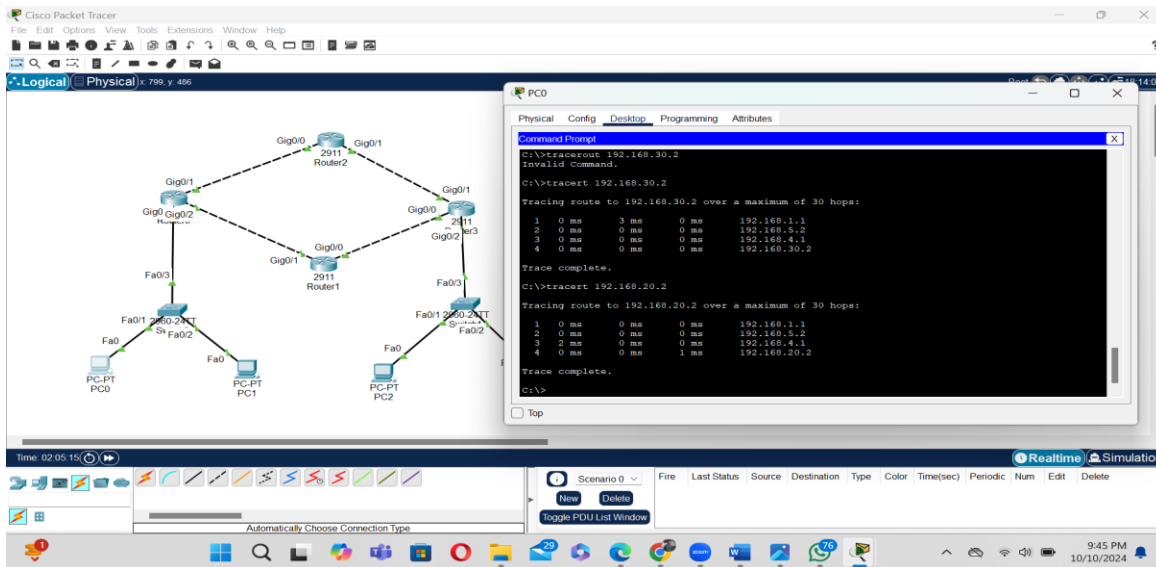 Cisco Packet Tracer
File Edit Options View Tools Extensions Window Help
Logical Physical x: 799, y: 486
Root
Gig0/0 Gig0/1
2911
Router2
Gig0/1
Gig0/1
Gig0/2
Gig0/0
2911
Gig0/2
Gig0/0
Gig0/1
2911
Router1
Fa0/3
Fa0/3
Fa0/1 2960-24TT
Fa0/2
Fa0/1 2960-24TT
Fa0/2
Fa0
Fa0
Fa0
PC-PT
PC0
PC-PT
PC1
PC-PT
PC2
PC0
Physical Config Desktop Programming Attributes
Command Prompt X
C:\>tracerout 192.168.30.2
Invalid Command.
C:\>tracert 192.168.30.2
Tracing route to 192.168.30.2 over a maximum of 30 hops:
1 0 ms 3 ms 0 ms 192.168.1.1
2 0 ms 0 ms 0 ms 192.168.5.2
3 0 ms 0 ms 0 ms 192.168.4.1
4 0 ms 0 ms 0 ms 192.168.30.2
Trace complete.
C:\>tracert 192.168.20.2
Tracing route to 192.168.20.2 over a maximum of 30 hops:
1 0 ms 0 ms 0 ms 192.168.1.1
2 0 ms 0 ms 0 ms 192.168.5.2
3 2 ms 0 ms 0 ms 192.168.4.1
4 0 ms 0 ms 1 ms 192.168.20.2
Trace complete.
C:\>
Top
Time: 02:05:15
Realtime Simulatio
Scenario 0
Fire Last Status Source Destination Type Color Time(sec) Periodic Num Edit Delete
New Delete
Toggle PDU List Window
Automatically Choose Connection Type
1
29
zoom
76
9:45 PM
10/10/2024